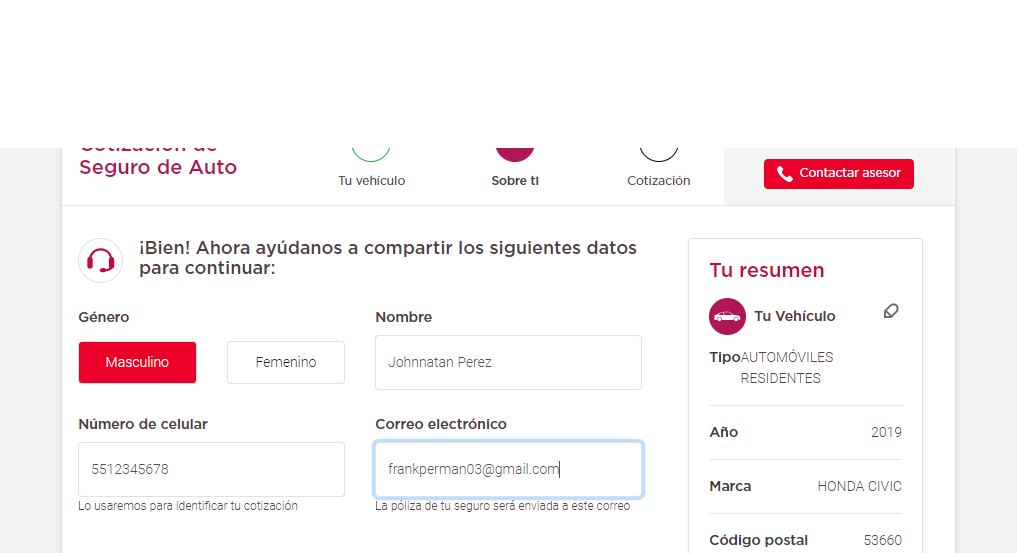 Cotización de
Seguro de Auto
Tu vehículo
Sobre tI
Cotización
Contactar asesor
¡Bien! Ahora ayúdanos a compartir los siguientes datos
para continuar:
Género
Nombre
Masculino
Femenino
Johnnatan Perez
Número de celular
Correo electrónico
5512345678
frankperman03@gmail.com
Lo usaremos para identificar tu cotización
La póliza de tu seguro será enviada a este correo
Tu resumen
Tu Vehículo
Tipo AUTOMÓVILES
RESIDENTES
Año 2019
Marca HONDA CIVIC
Código postal 53660